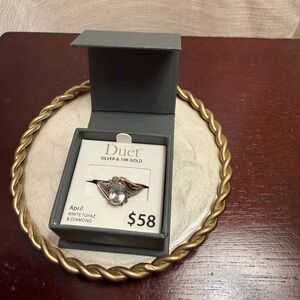 Duet
SILVER & 10K GOLD
April
WHITE TOPAZ
& DIAMOND
$58